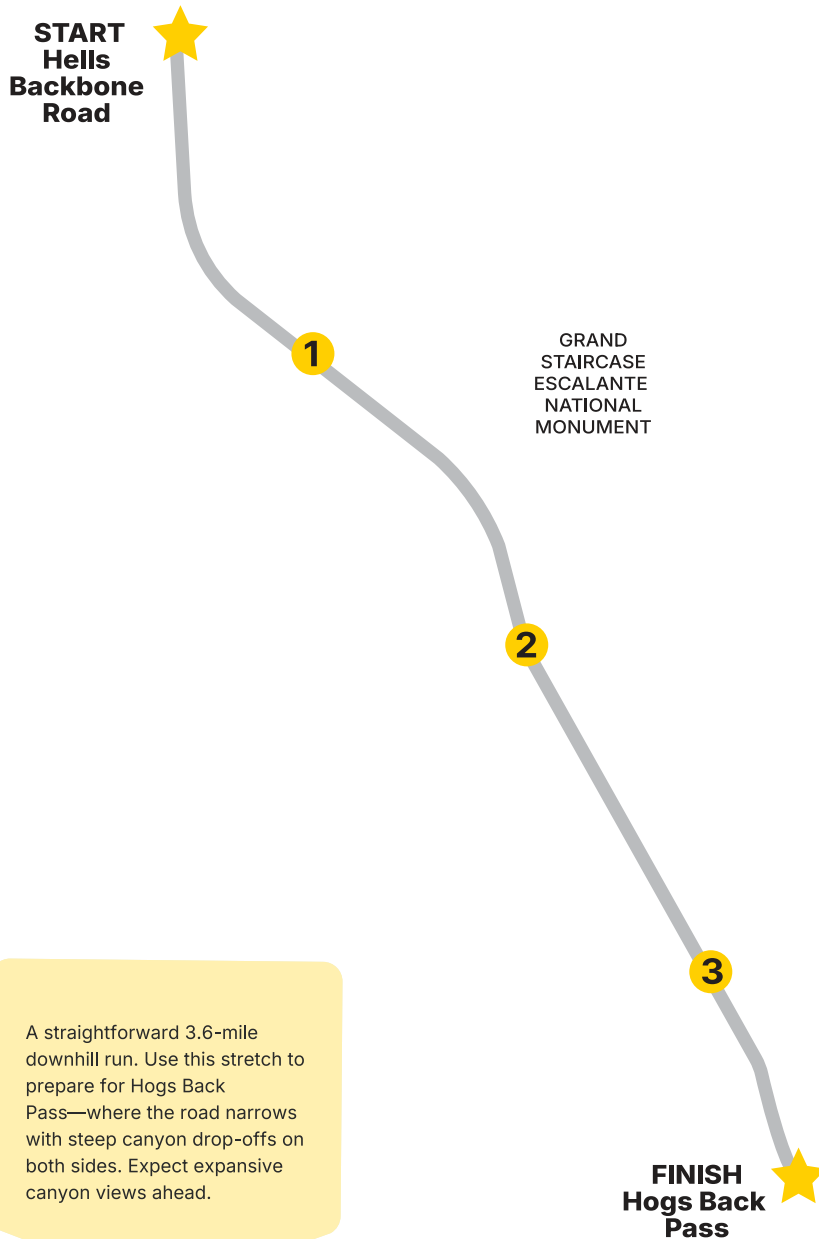 START
Hells
Backbone
Road
1
GRAND
STAIRCASE
ESCALANTE
NATIONAL
MONUMENT
2
3
A straightforward 3.6-mile
downhill run. Use this stretch to
prepare for Hogs Back
Pass—where the road narrows
with steep canyon drop-offs on
both sides. Expect expansive
canyon views ahead.
FINISH
Hogs Back
Pass